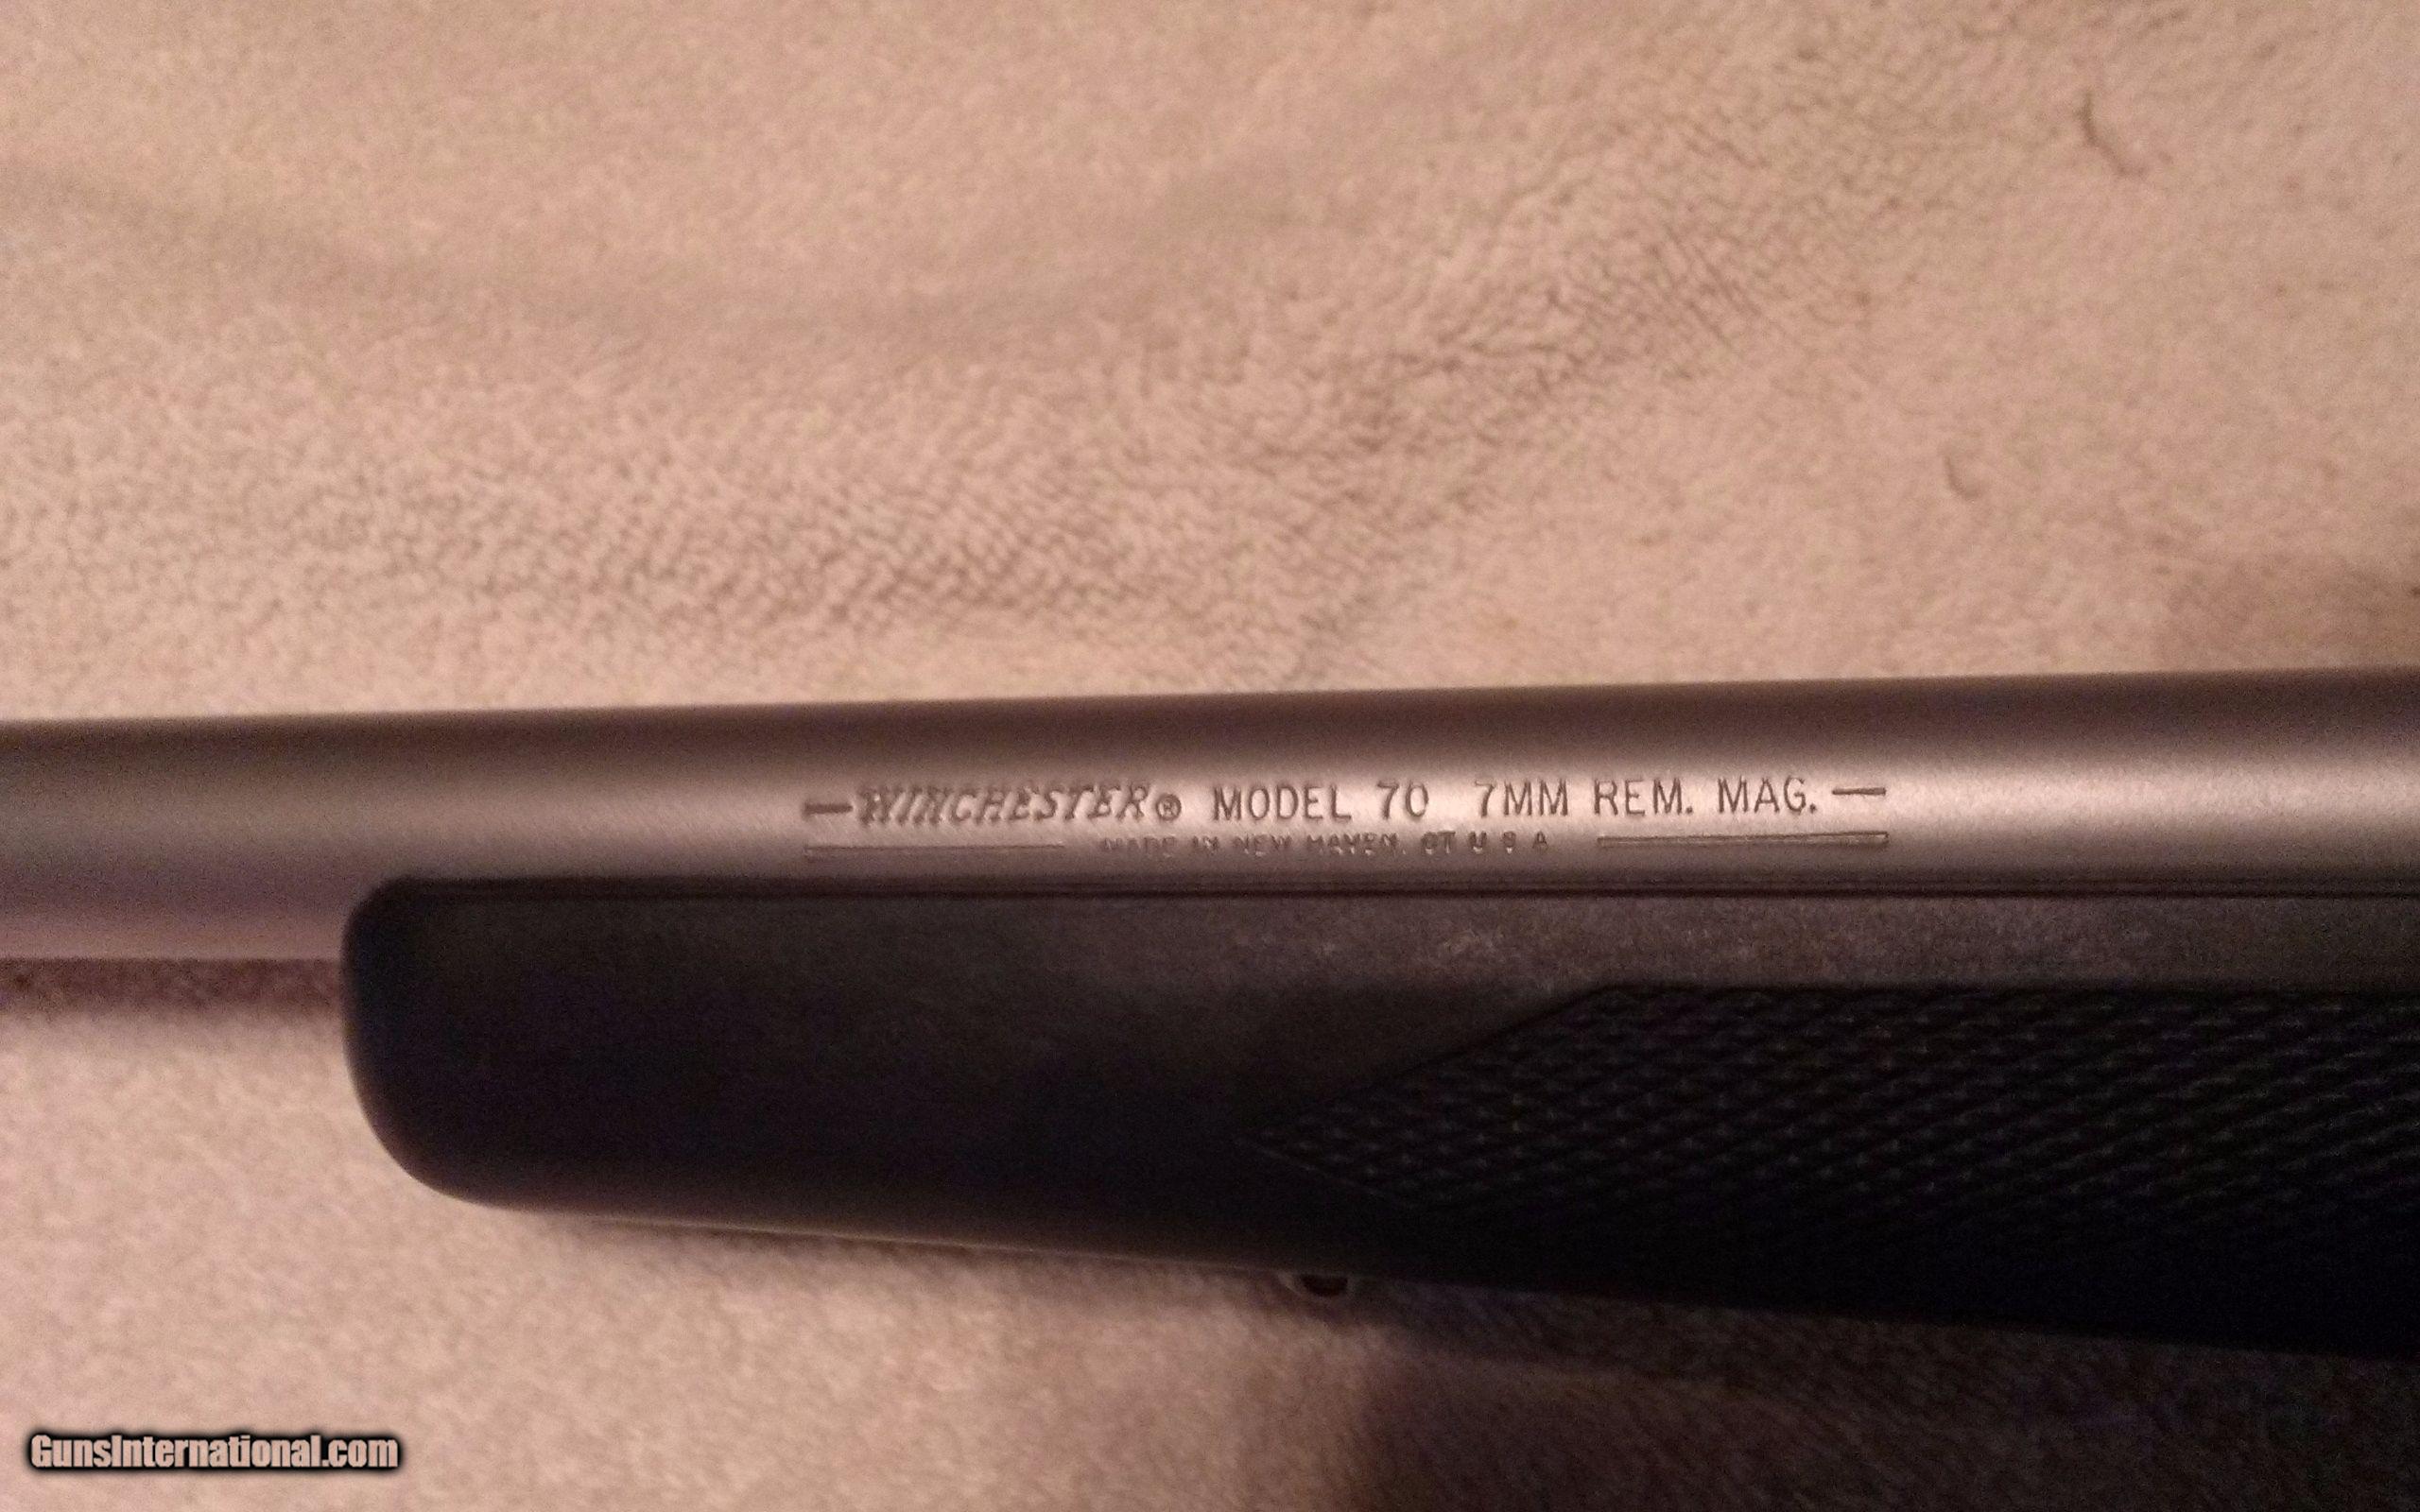 WINCHESTER® MODEL 70 7MM REM. MAG.
MADE IN NEW HAVEN, CT U S A
GunsInternational.com